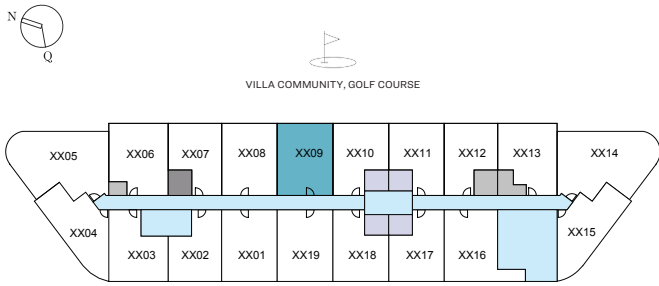 N
Q
VILLA COMMUNITY, GOLF COURSE
XX05 XX06 XX07 XX08 XX09 XX10 XX11 XX12 XX13 XX14
XX04 XX03 XX02 XX01 XX19 XX18 XX17 XX16 XX15